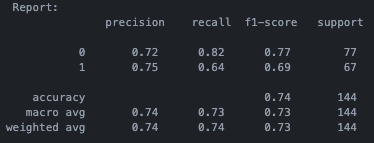 Report:
precision recall f1-score support
0 0.72 0.82 0.77 77
1 0.75 0.64 0.69 67
accuracy 0.74 144
macro avg 0.74 0.73 0.73 144
weighted avg 0.74 0.74 0.73 144